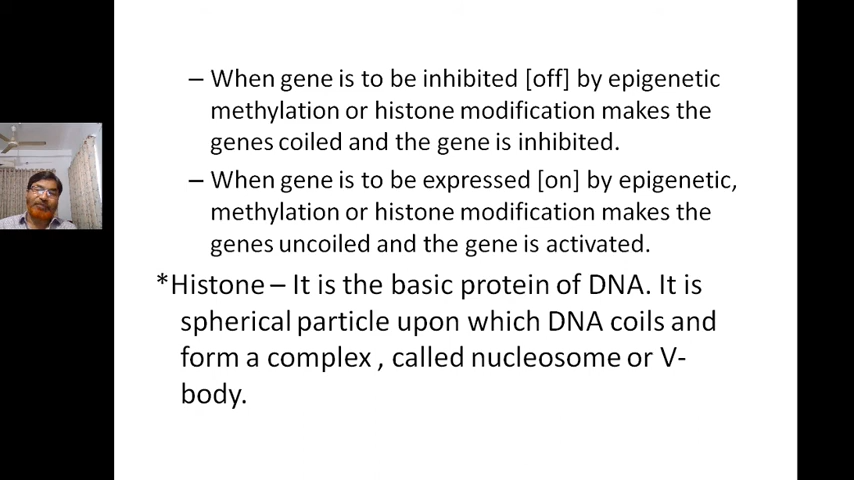 – When gene is to be inhibited [off] by epigenetic
methylation or histone modification makes the
genes coiled and the gene is inhibited.
– When gene is to be expressed [on] by epigenetic,
methylation or histone modification makes the
genes uncoiled and the gene is activated.
*Histone – It is the basic protein of DNA. It is
spherical particle upon which DNA coils and
form a complex , called nucleosome or V-
body.